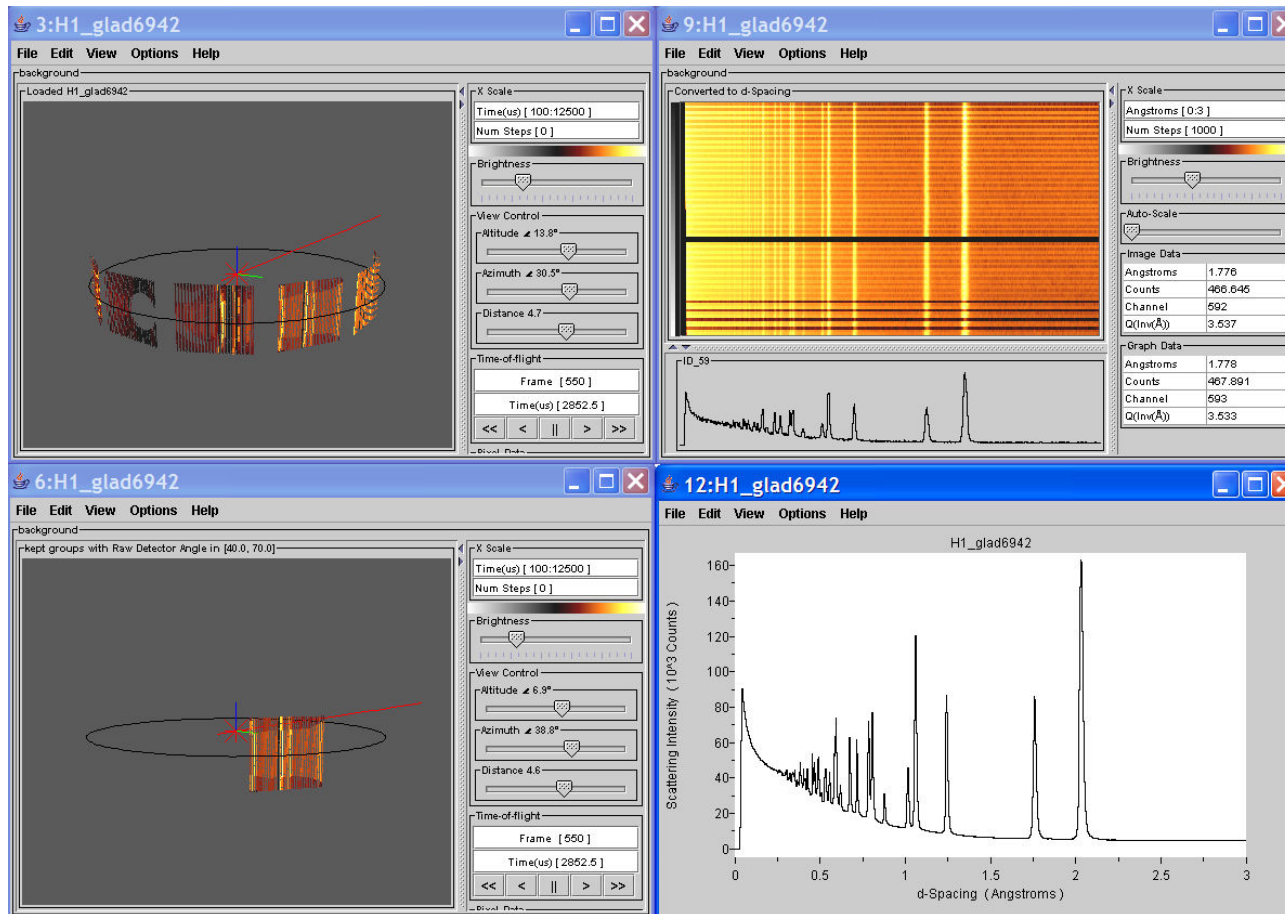 3:H1_glad6942
File Edit View Options Help
background
Loaded H1_glad6942
X Scale
Time(us) [ 100:12500 ]
Num Steps [ 0 ]
Brightness
View Control
Altitude ∡ 13.8°
Azimuth ∡ 30.5°
Distance 4.7
Time-of-flight
Frame [ 550 ]
Time(us) [ 2852.5 ]
<< < || > >>
Pixel Data
9:H1_glad6942
File Edit View Options Help
background
Converted to d-Spacing
ID_59
X Scale
Angstroms [ 0:3 ]
Num Steps [ 1000 ]
Brightness
Auto-Scale
Image Data
Angstroms 1.776
Counts 466.645
Channel 592
Q(Inv(Å)) 3.537
Graph Data
Angstroms 1.778
Counts 467.891
Channel 593
Q(Inv(Å)) 3.533
6:H1_glad6942
File Edit View Options Help
background
kept groups with Raw Detector Angle in [40.0, 70.0]
X Scale
Time(us) [ 100:12500 ]
Num Steps [ 0 ]
Brightness
View Control
Altitude ∡ 6.9°
Azimuth ∡ 38.8°
Distance 4.6
Time-of-flight
Frame [ 550 ]
Time(us) [ 2852.5 ]
<< < || > >>
Pixel Data
12:H1_glad6942
File Edit View Options Help
H1_glad6942
Scattering Intensity ( 10^3 Counts )
160
140
120
100
80
60
40
20
0
0 0.5 1 1.5 2 2.5 3
d-Spacing ( Angstroms )